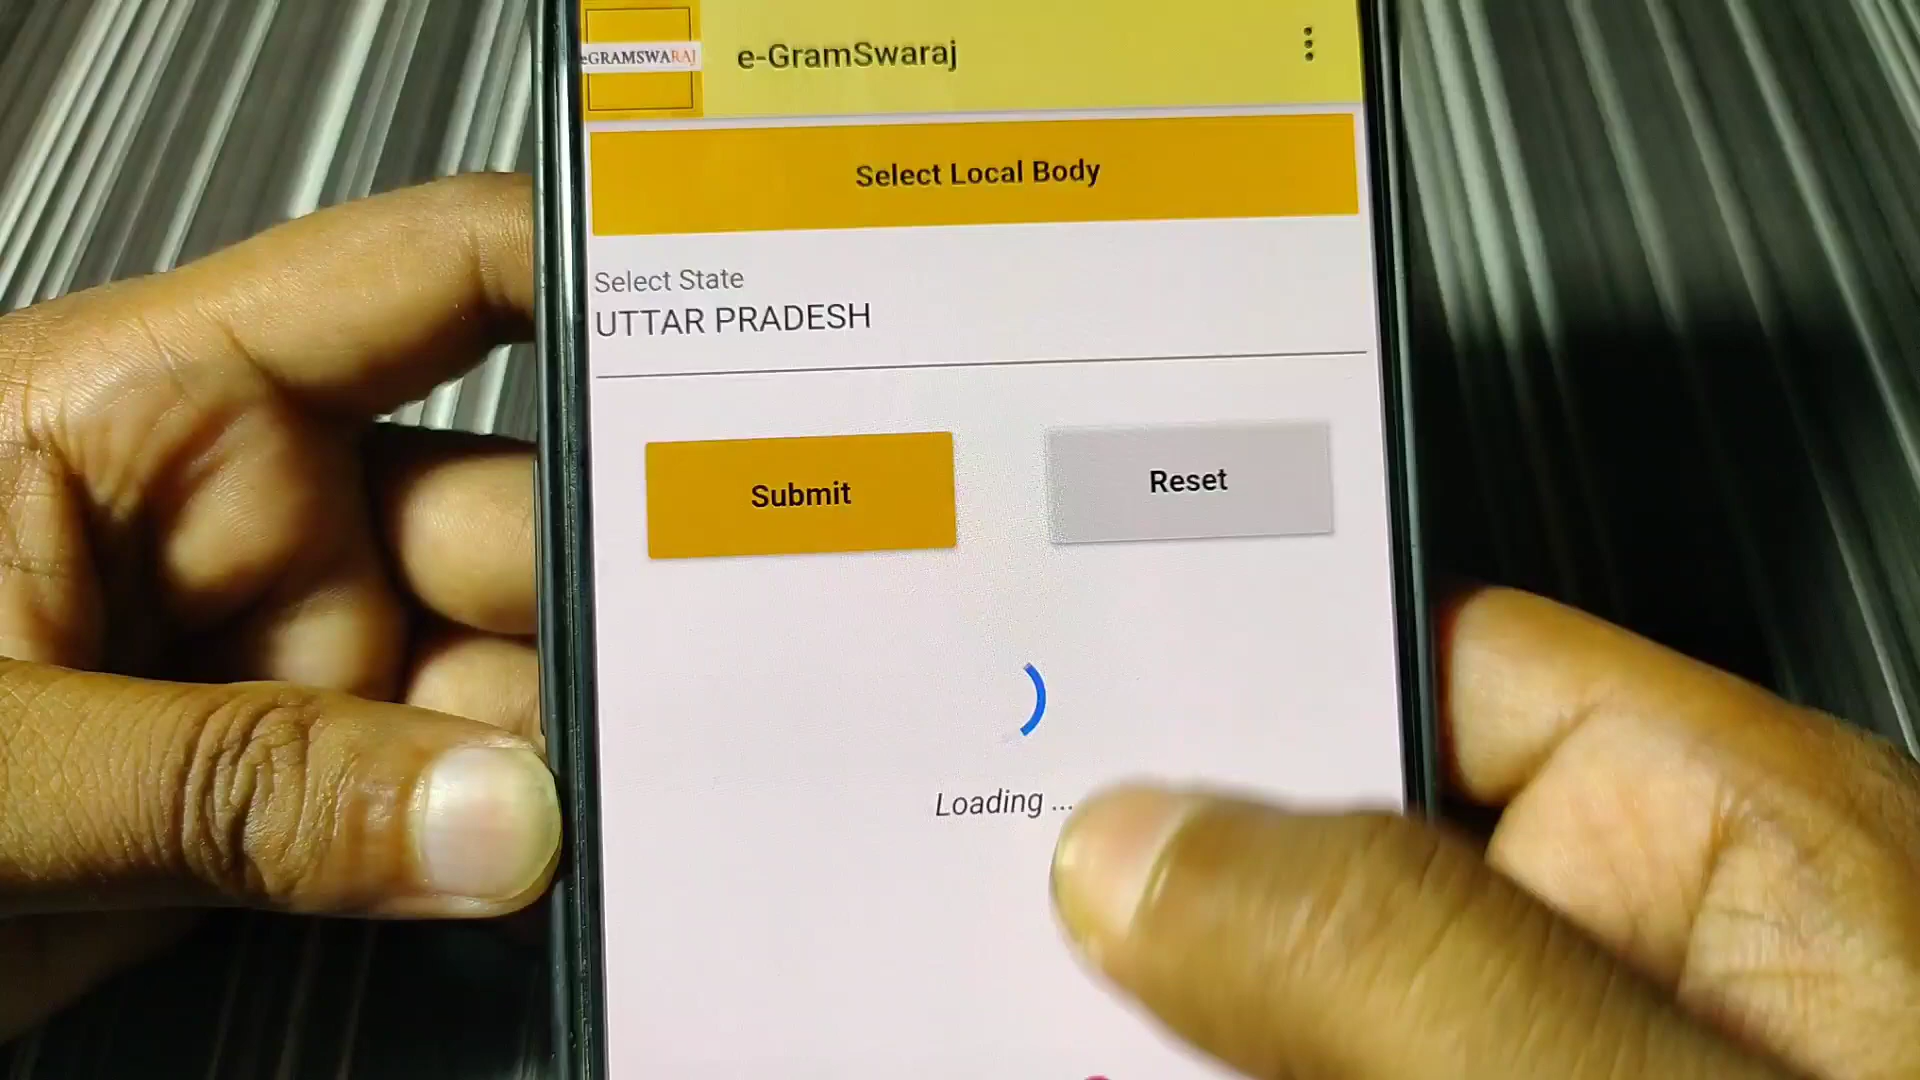 eGRAMSWARAJ
e-GramSwaraj
Select Local Body
Select State
UTTAR PRADESH
Submit
Reset
Loading ...